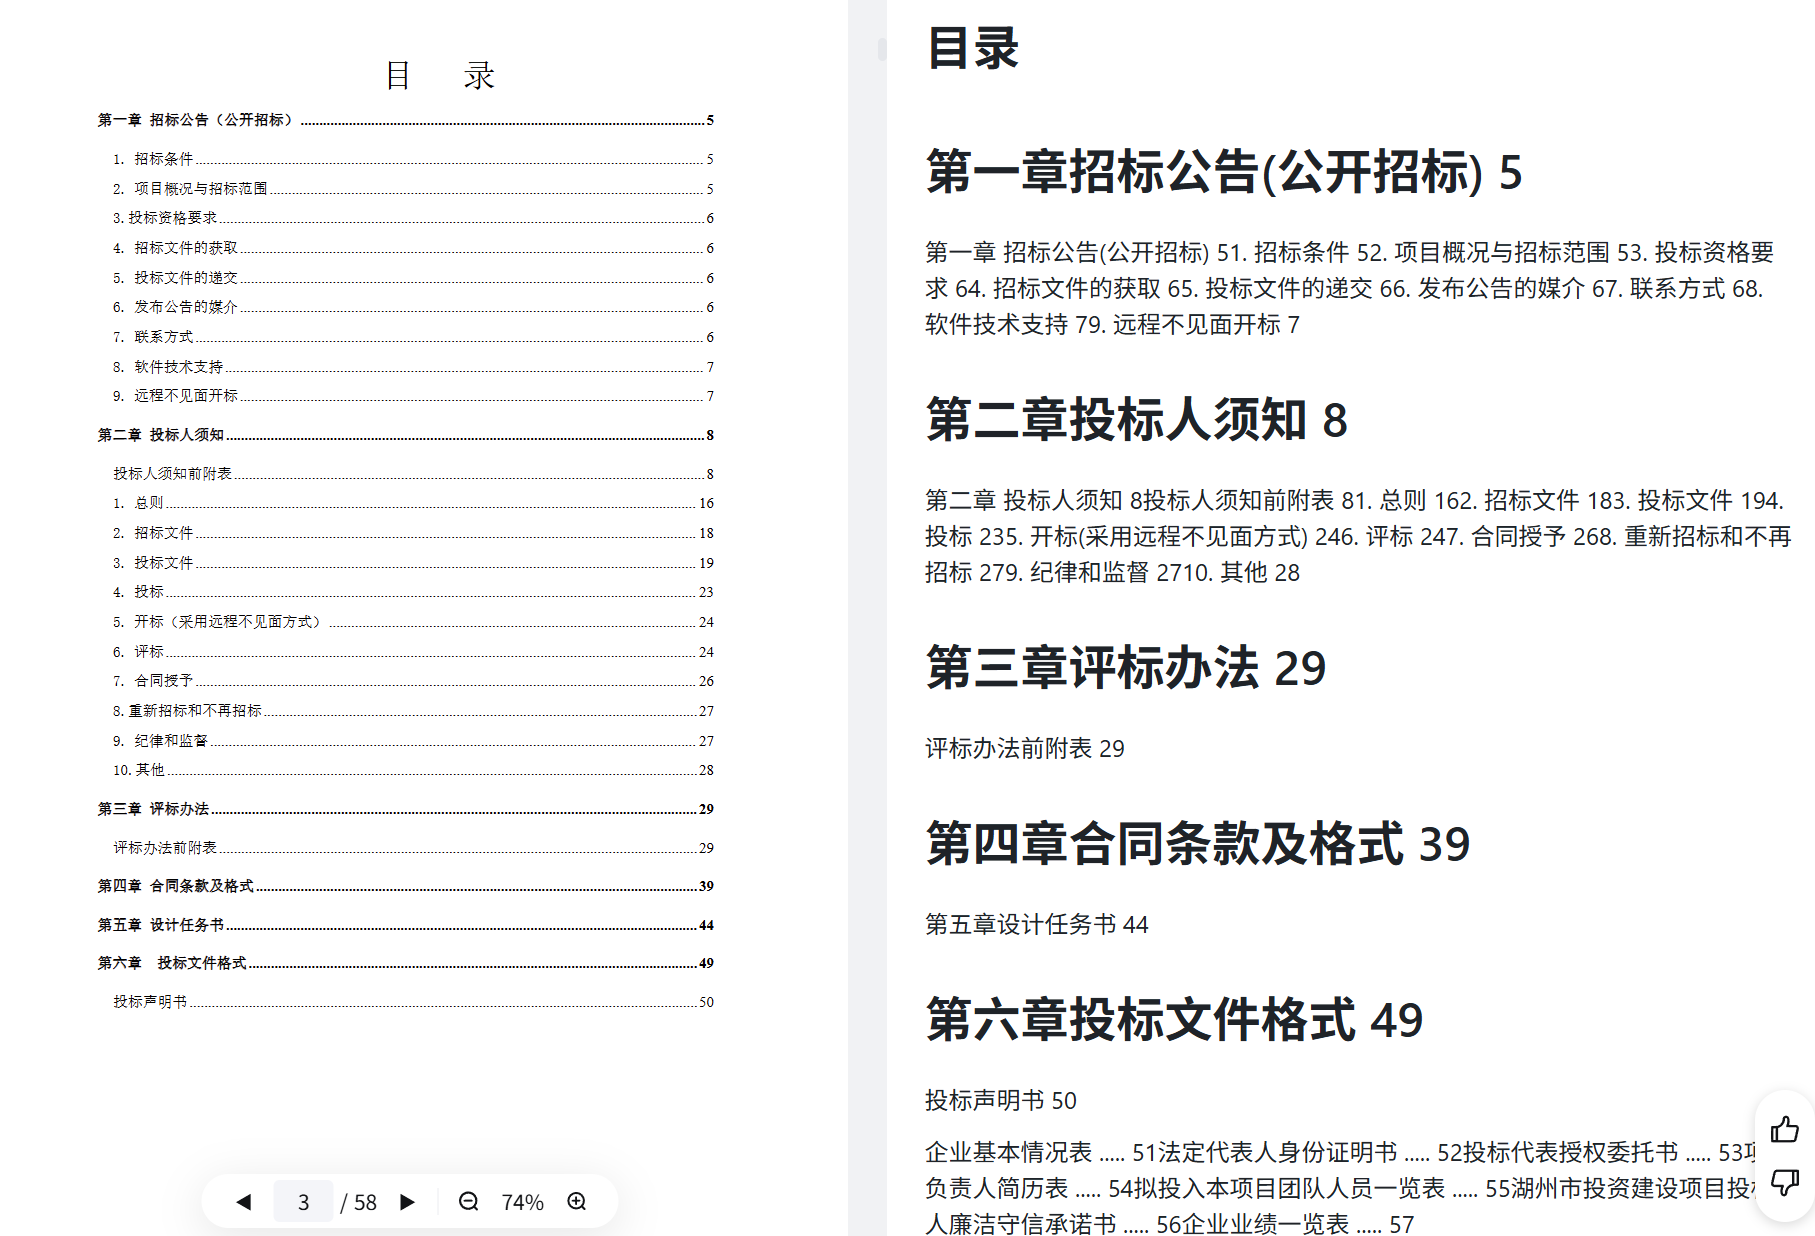 目 录
第一章 招标公告（公开招标）5
1. 招标条件 5
2. 项目概况与招标范围 5
3. 投标资格要求 6
4. 招标文件的获取 6
5. 投标文件的递交 6
6. 发布公告的媒介 6
7. 联系方式 6
8. 软件技术支持 7
9. 远程不见面开标 7
第二章 投标人须知 8
投标人须知前附表 8
1. 总则 16
2. 招标文件 18
3. 投标文件 19
4. 投标 23
5. 开标（采用远程不见面方式）24
6. 评标 24
7. 合同授予 26
8. 重新招标和不再招标 27
9. 纪律和监督 27
10. 其他 28
第三章 评标办法 29
评标办法前附表 29
第四章 合同条款及格式 39
第五章 设计任务书 44
第六章 投标文件格式 49
投标声明书 50
3 / 58 74%
目录
第一章招标公告(公开招标) 5
第一章 招标公告(公开招标) 51. 招标条件 52. 项目概况与招标范围 53. 投标资格要
求 64. 招标文件的获取 65. 投标文件的递交 66. 发布公告的媒介 67. 联系方式 68.
软件技术支持 79. 远程不见面开标 7
第二章投标人须知 8
第二章 投标人须知 8投标人须知前附表 81. 总则 162. 招标文件 183. 投标文件 194.
投标 235. 开标(采用远程不见面方式) 246. 评标 247. 合同授予 268. 重新招标和不再
招标 279. 纪律和监督 2710. 其他 28
第三章评标办法 29
评标办法前附表 29
第四章合同条款及格式 39
第五章设计任务书 44
第六章投标文件格式 49
投标声明书 50
企业基本情况表 ..... 51法定代表人身份证明书 ..... 52投标代表授权委托书 ..... 53
负责人简历表 ..... 54拟投入本项目团队人员一览表 ..... 55湖州市投资建设项目投
人廉洁守信承诺书 ..... 56企业业绩一览表 ..... 57